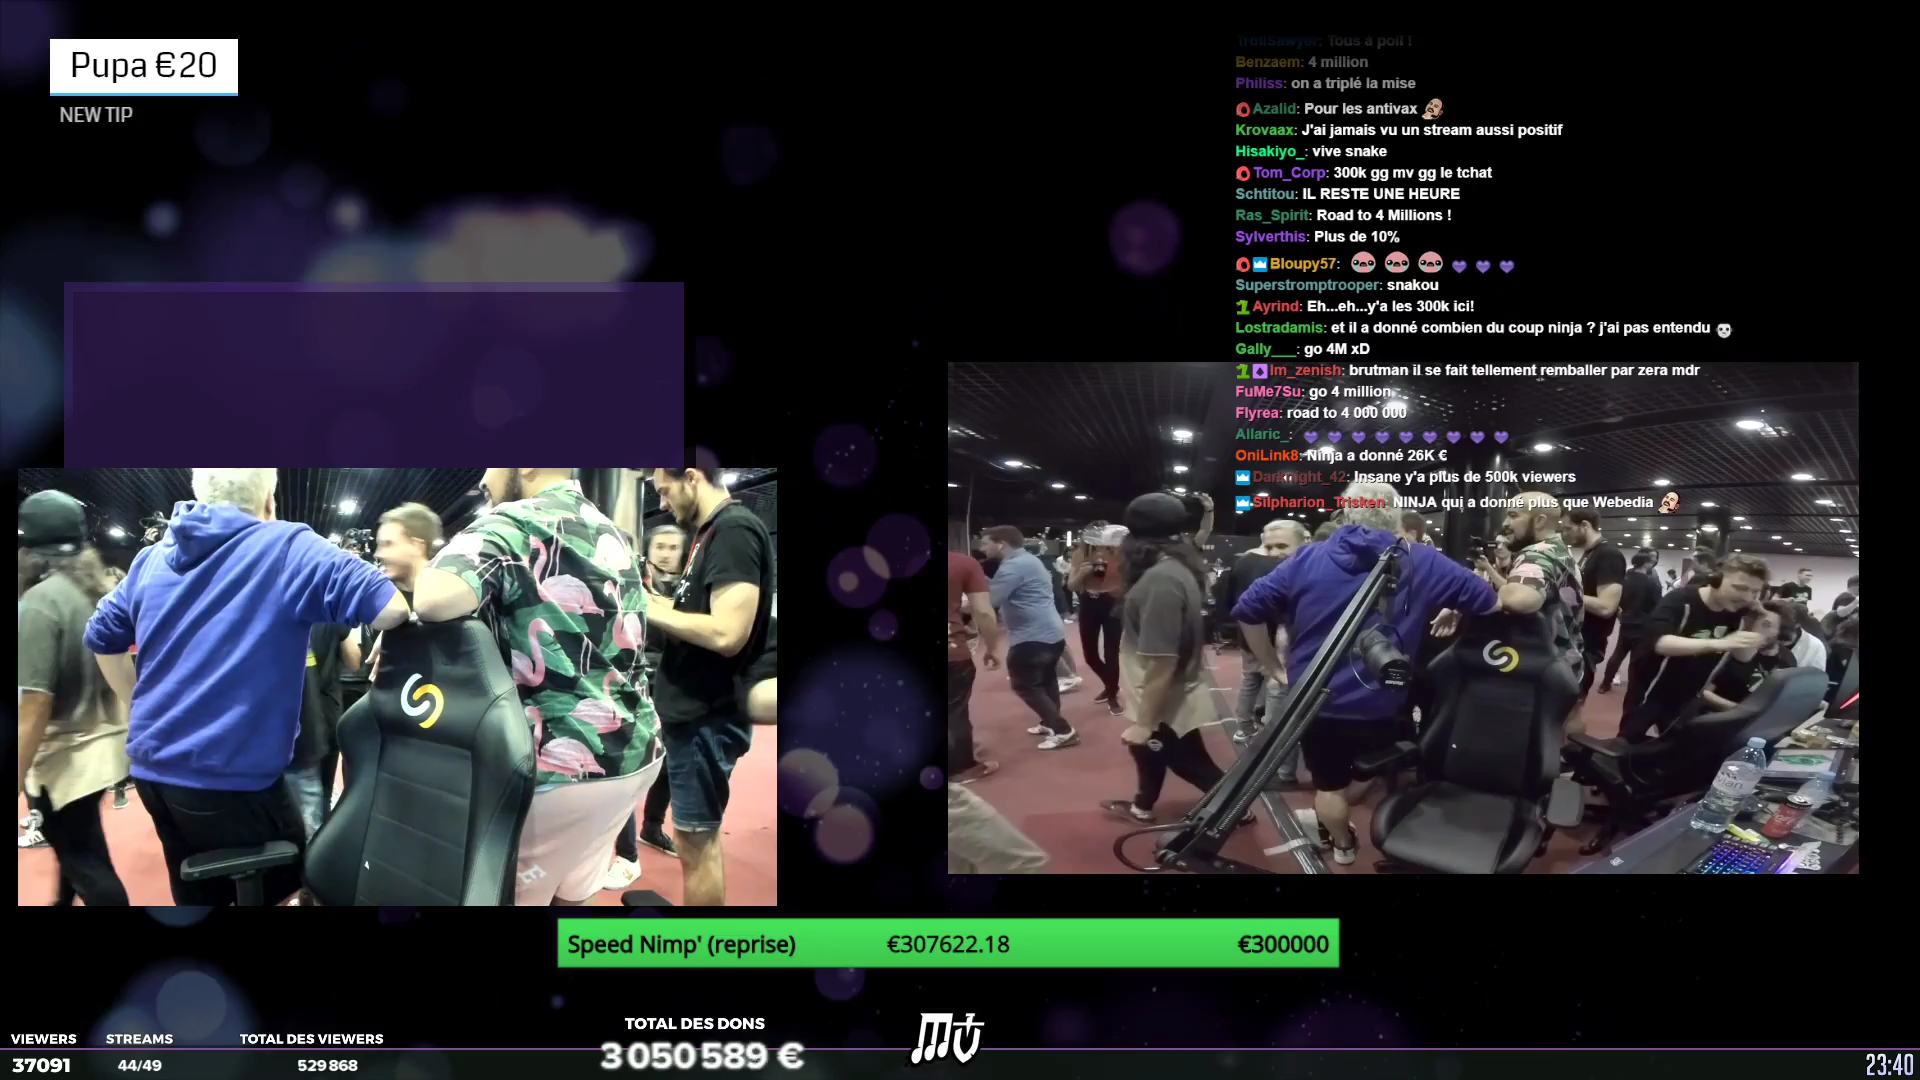 Pupa €20
NEW TIP
TrollSawyer: Tous à poil !
Benzaem: 4 million
Philiss: on a triplé la mise
Azalid: Pour les antivax
Krovaax: J'ai jamais vu un stream aussi positif
Hisakiyo_: vive snake
Tom_Corp: 300k gg mv gg le tchat
Schtitou: IL RESTE UNE HEURE
Ras_Spirit: Road to 4 Millions !
Sylverthis: Plus de 10%
Bloupy57:
Superstromptrooper: snakou
Ayrind: Eh...eh...y'a les 300k ici!
Lostradamis: et il a donné combien du coup ninja ? j'ai pas entendu
Gally___: go 4M xD
Im_zenish: brutman il se fait tellement remballer par zera mdr
FuMe7Su: go 4 million
Flyrea: road to 4 000 000
Allaric_:
OniLink8: Ninja a donné 26K €
Darknight_42: Insane y'a plus de 500k viewers
Silpharion_Trisken: NINJA qui a donné plus que Webedia
Speed Nimp' (reprise) €307622.18 €300000
VIEWERS STREAMS TOTAL DES VIEWERS TOTAL DES DONS
37091 44/49 529 868 3 050 589 € MV
23:40